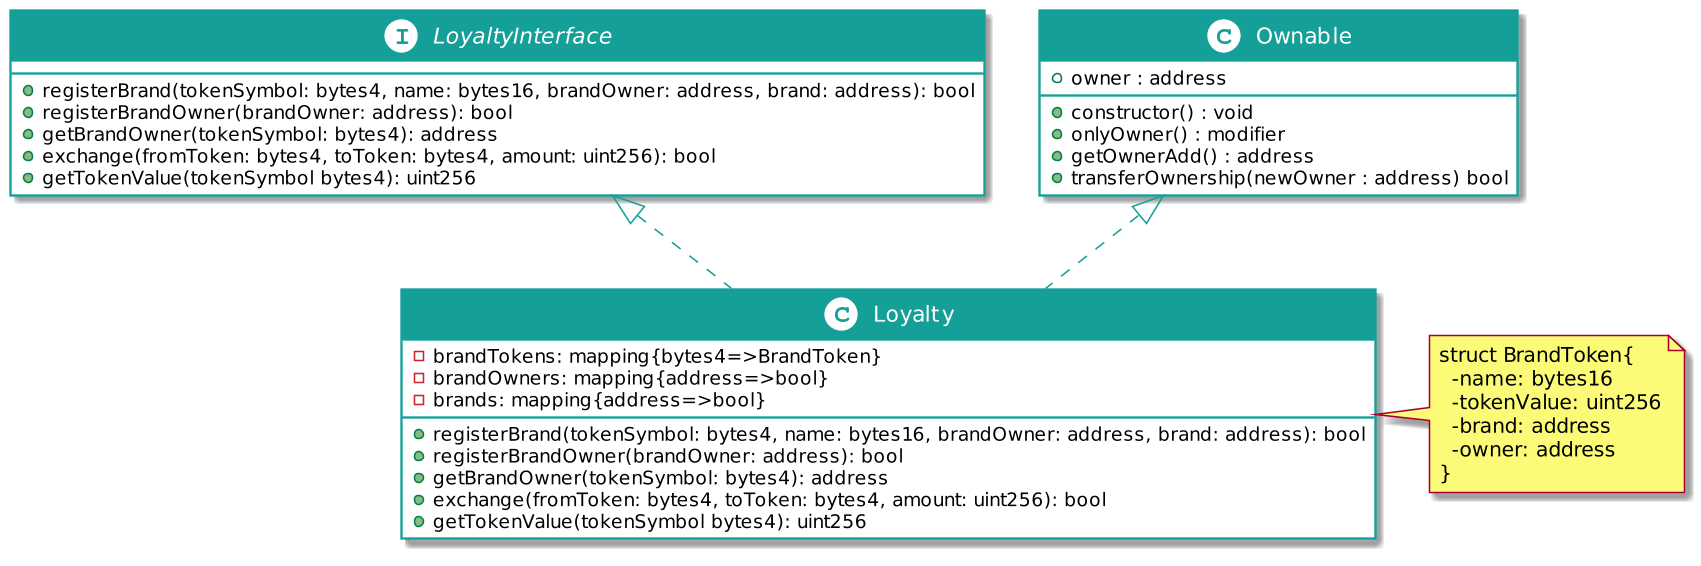 I LoyaltyInterface
registerBrand(tokenSymbol: bytes4, name: bytes16, brandOwner: address, brand: address): bool
registerBrandOwner(brandOwner: address): bool
getBrandOwner(tokenSymbol: bytes4): address
exchange(fromToken: bytes4, toToken: bytes4, amount: uint256): bool
getTokenValue(tokenSymbol bytes4): uint256
C Ownable
owner : address
constructor() : void
onlyOwner() : modifier
getOwnerAdd() : address
transferOwnership(newOwner : address) bool
C Loyalty
brandTokens: mapping{bytes4=>BrandToken}
brandOwners: mapping{address=>bool}
brands: mapping{address=>bool}
registerBrand(tokenSymbol: bytes4, name: bytes16, brandOwner: address, brand: address): bool
registerBrandOwner(brandOwner: address): bool
getBrandOwner(tokenSymbol: bytes4): address
exchange(fromToken: bytes4, toToken: bytes4, amount: uint256): bool
getTokenValue(tokenSymbol bytes4): uint256
struct BrandToken{
-name: bytes16
-tokenValue: uint256
-brand: address
-owner: address
}